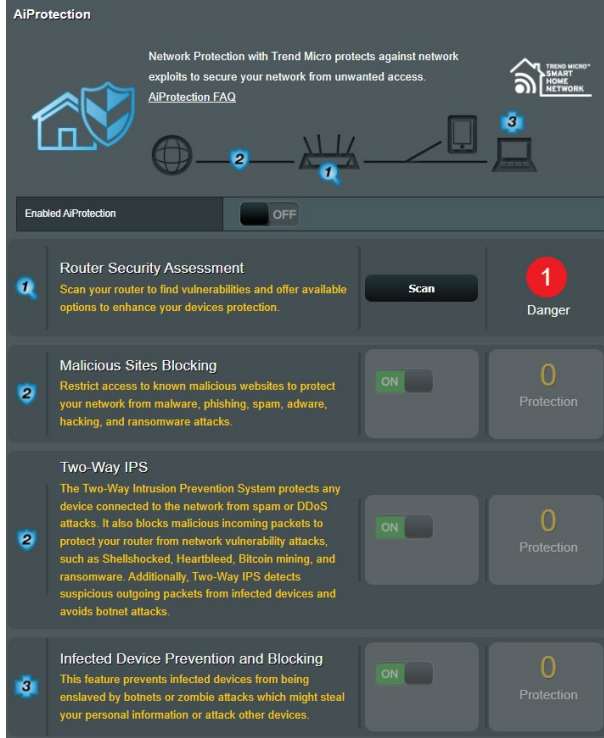 AiProtection
Network Protection with Trend Micro protects against network
exploits to secure your network from unwanted access.
AiProtection FAQ
TREND MICRO™
SMART
HOME
NETWORK
3
2
1
Enabled AiProtection
OFF
1
Router Security Assessment
Scan your router to find vulnerabilities and offer available
options to enhance your devices protection.
Scan
1
Danger
2
Malicious Sites Blocking
Restrict access to known malicious websites to protect
your network from malware, phishing, spam, adware,
hacking, and ransomware attacks.
ON
0
Protection
2
Two-Way IPS
The Two-Way Intrusion Prevention System protects any
device connected to the network from spam or DDoS
attacks. It also blocks malicious incoming packets to
protect your router from network vulnerability attacks,
such as Shellshocked, Heartbleed, Bitcoin mining, and
ransomware. Additionally, Two-Way IPS detects
suspicious outgoing packets from infected devices and
avoids botnet attacks.
ON
0
Protection
3
Infected Device Prevention and Blocking
This feature prevents infected devices from being
enslaved by botnets or zombie attacks which might steal
your personal information or attack other devices.
ON
0
Protection